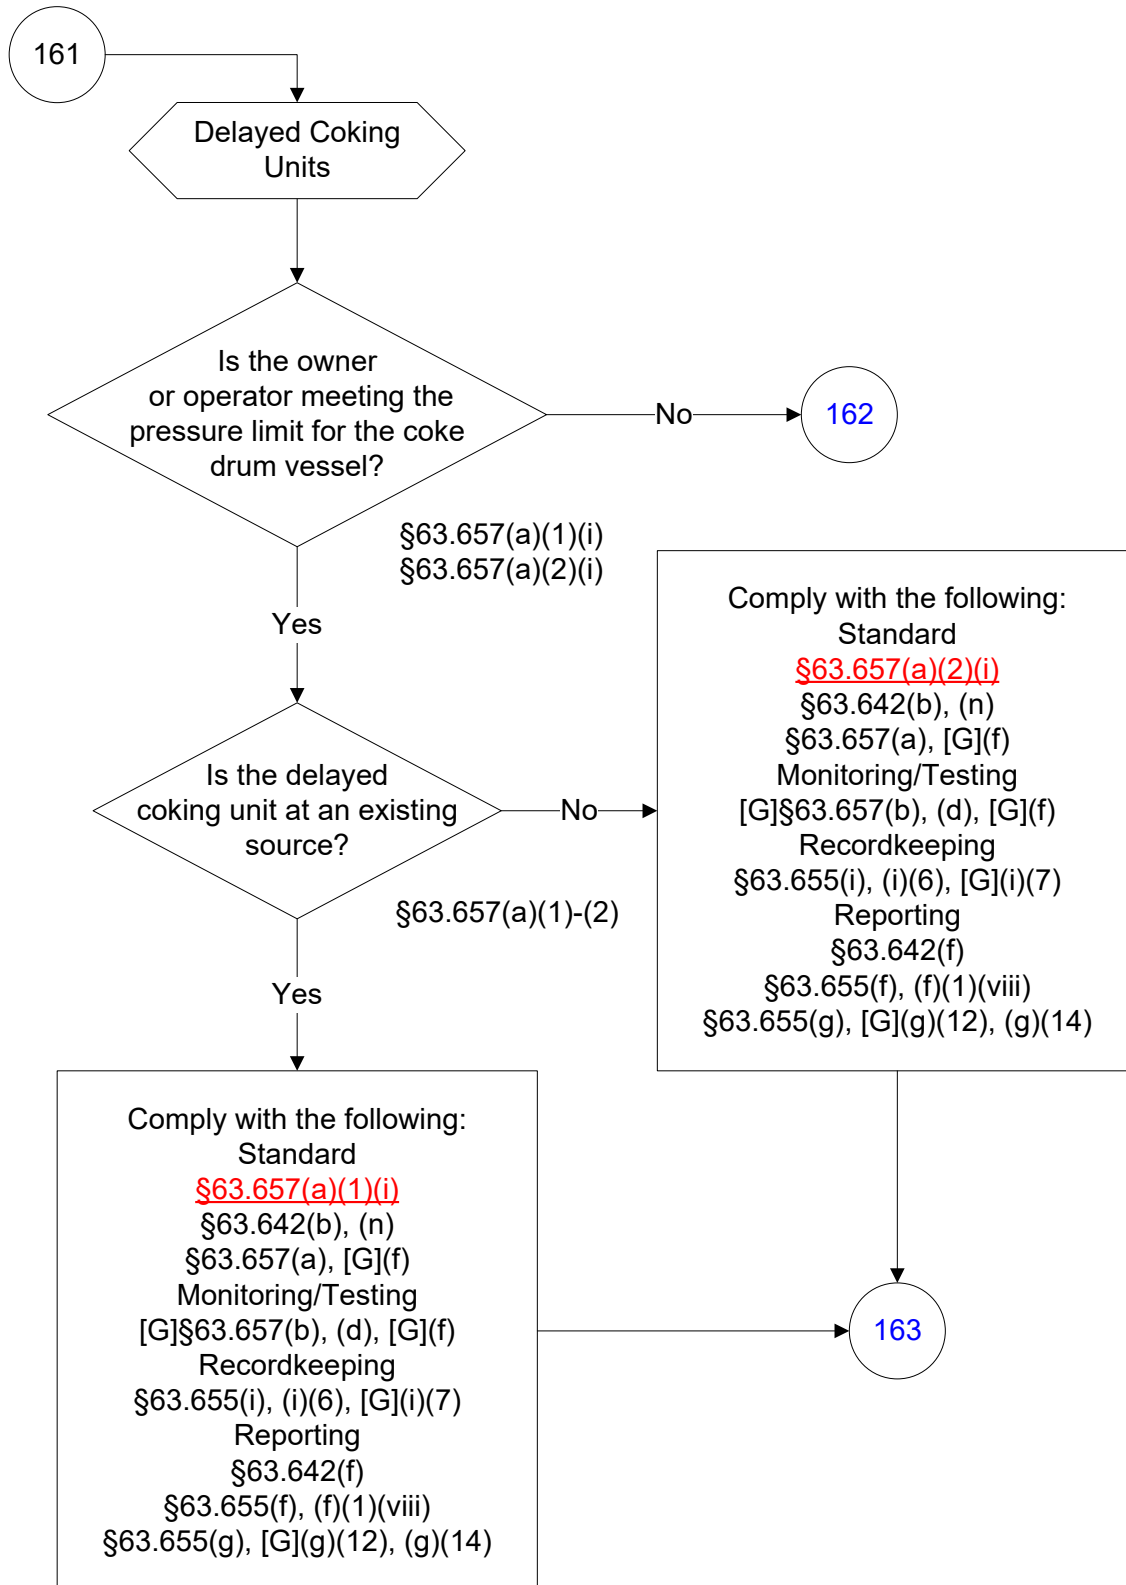 161
Delayed Coking
Units
Is the owner
or operator meeting the
pressure limit for the coke
drum vessel?
No
162
§63.657(a)(1)(i)
§63.657(a)(2)(i)
Yes
Is the delayed
coking unit at an existing
source?
No
§63.657(a)(1)-(2)
Yes
Comply with the following:
Standard
§63.657(a)(2)(i)
§63.642(b), (n)
§63.657(a), [G](f)
Monitoring/Testing
[G]§63.657(b), (d), [G](f)
Recordkeeping
§63.655(i), (i)(6), [G](i)(7)
Reporting
§63.642(f)
§63.655(f), (f)(1)(viii)
§63.655(g), [G](g)(12), (g)(14)
Comply with the following:
Standard
§63.657(a)(1)(i)
§63.642(b), (n)
§63.657(a), [G](f)
Monitoring/Testing
[G]§63.657(b), (d), [G](f)
Recordkeeping
§63.655(i), (i)(6), [G](i)(7)
Reporting
§63.642(f)
§63.655(f), (f)(1)(viii)
§63.655(g), [G](g)(12), (g)(14)
163